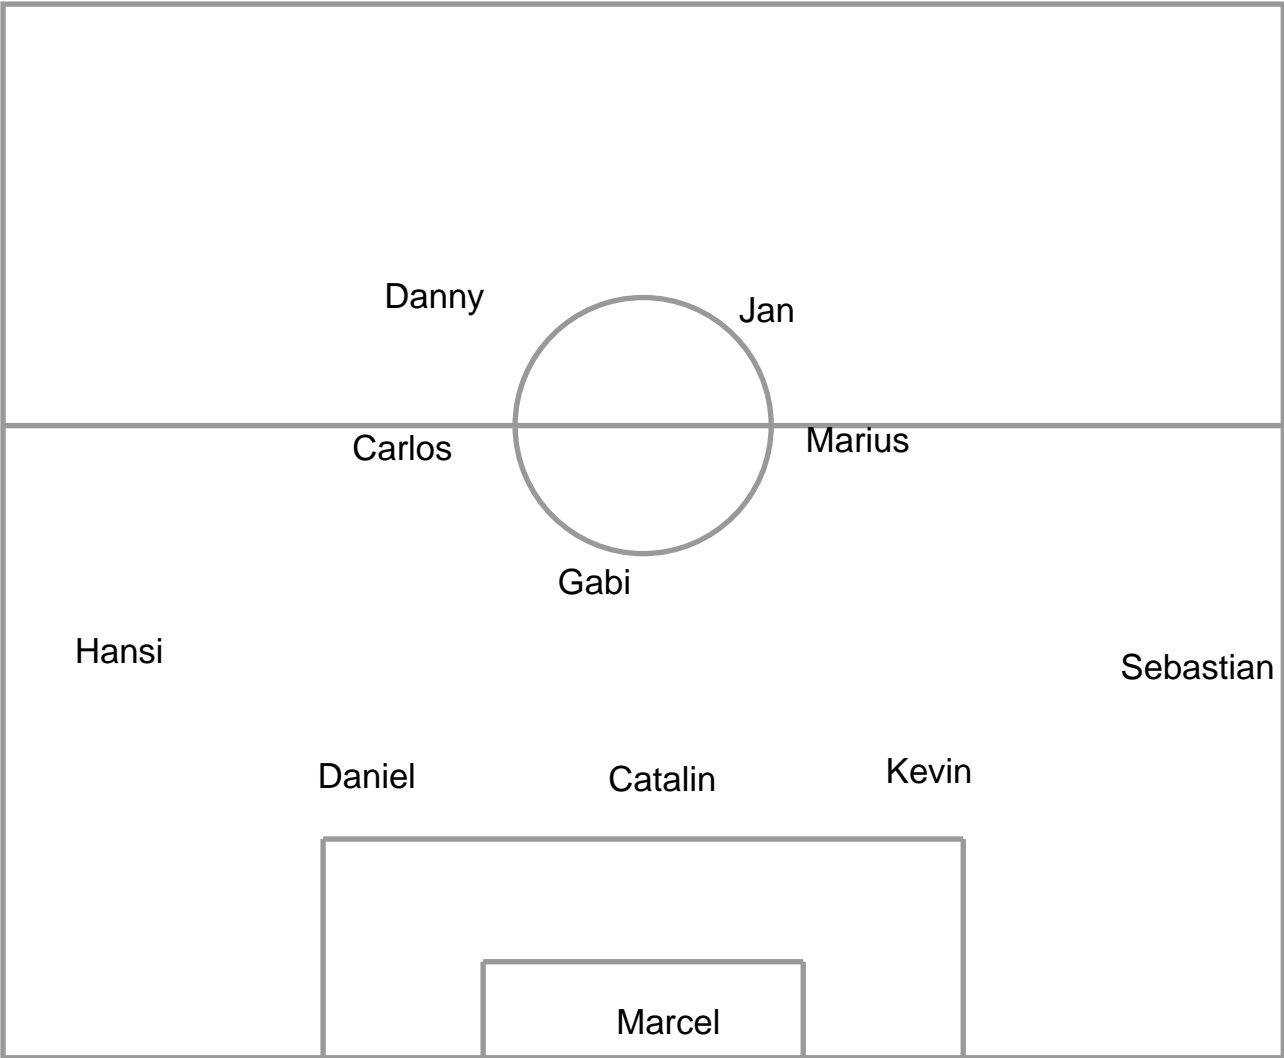 Danny
Jan
Carlos
Marius
Gabi
Hansi
Sebastian
Daniel
Catalin
Kevin
Marcel